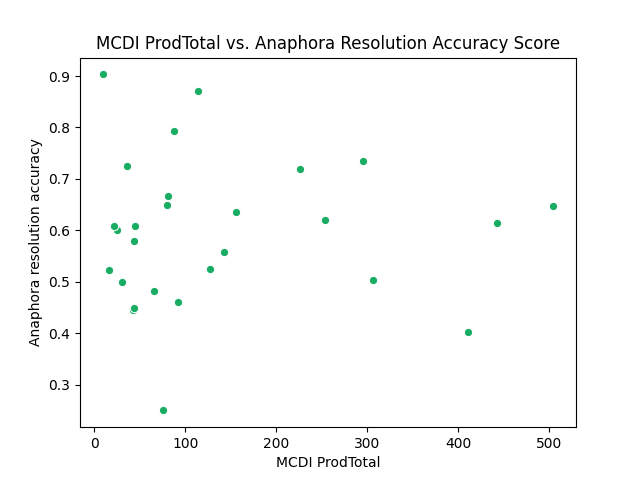 MCDI ProdTotal vs. Anaphora Resolution Accuracy Score
Anaphora resolution accuracy
0.9
0.8
0.7
0.6
0.5
0.4
0.3
0 100 200 300 400 500
MCDI ProdTotal